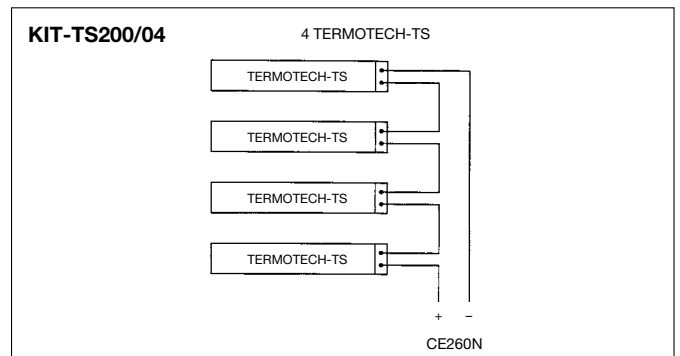 KIT-TS200/04
4 TERMOTECH-TS
TERMOTECH-TS
TERMOTECH-TS
TERMOTECH-TS
TERMOTECH-TS
+ –
CE260N